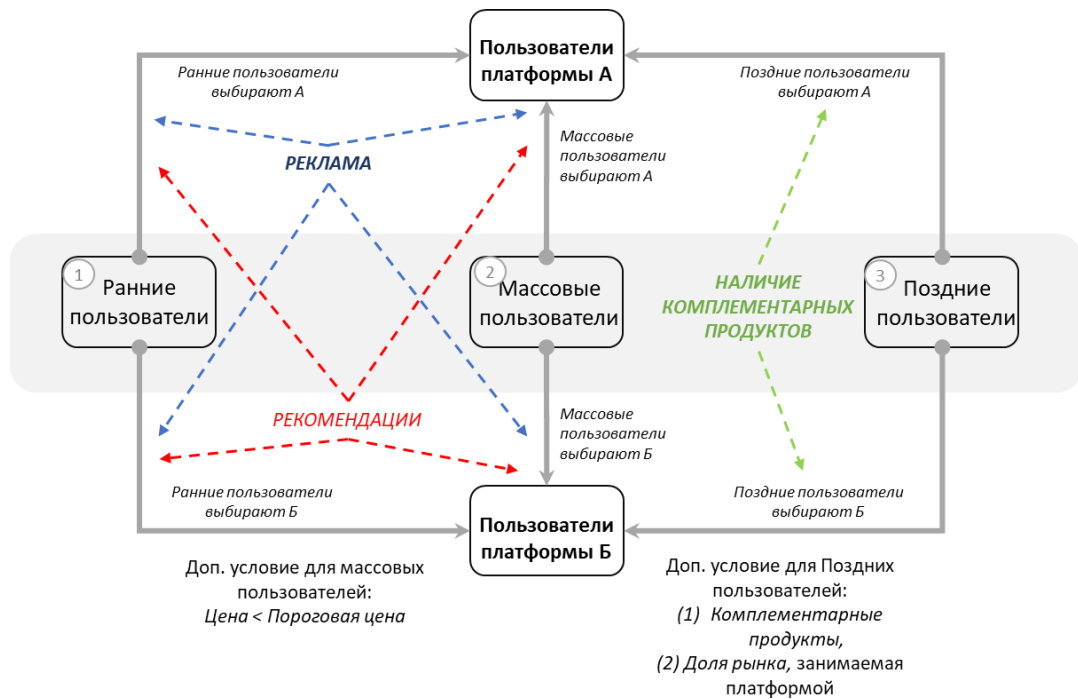 Пользователи
платформы А
Ранние пользователи
выбирают А
Поздние пользователи
выбирают А
Массовые
пользователи
выбирают А
РЕКЛАМА
1
Ранние
пользователи
2
Массовые
пользователи
НАЛИЧИЕ
КОМПЛЕМЕНТАРНЫХ
ПРОДУКТОВ
3
Поздние
пользователи
РЕКОМЕНДАЦИИ
Массовые
пользователи
выбирают Б
Ранние пользователи
выбирают Б
Поздние пользователи
выбирают Б
Пользователи
платформы Б
Доп. условие для массовых
пользователей:
Цена < Пороговая цена
Доп. условие для Поздних
пользователей:
(1) Комплементарные
продукты,
(2) Доля рынка, занимаемая
платформой